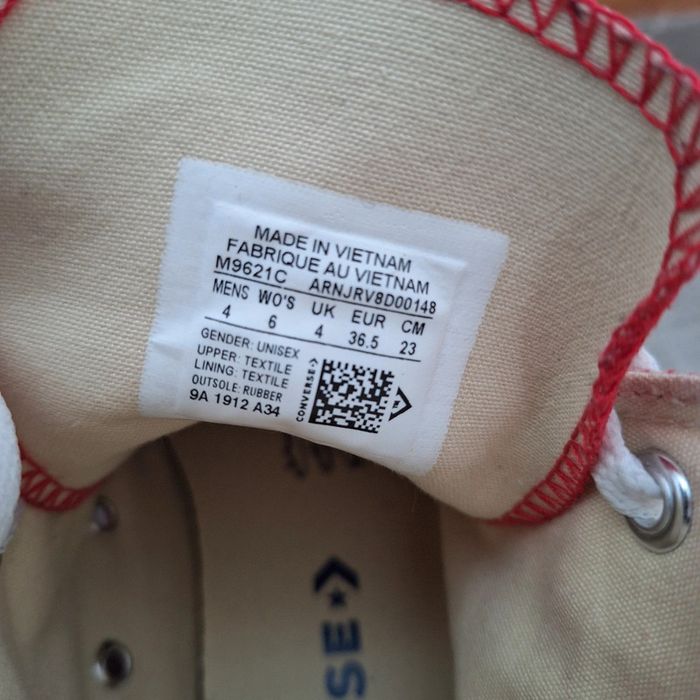 MADE IN VIETNAM
FABRIQUE AU VIETNAM
M9621C ARNJRV8D00148
MENS WO'S UK EUR CM
4 6 4 36.5 23
GENDER: UNISEX
UPPER: TEXTILE
LINING: TEXTILE
OUTSOLE: RUBBER
9A 1912 A34
CONVERSE
SE